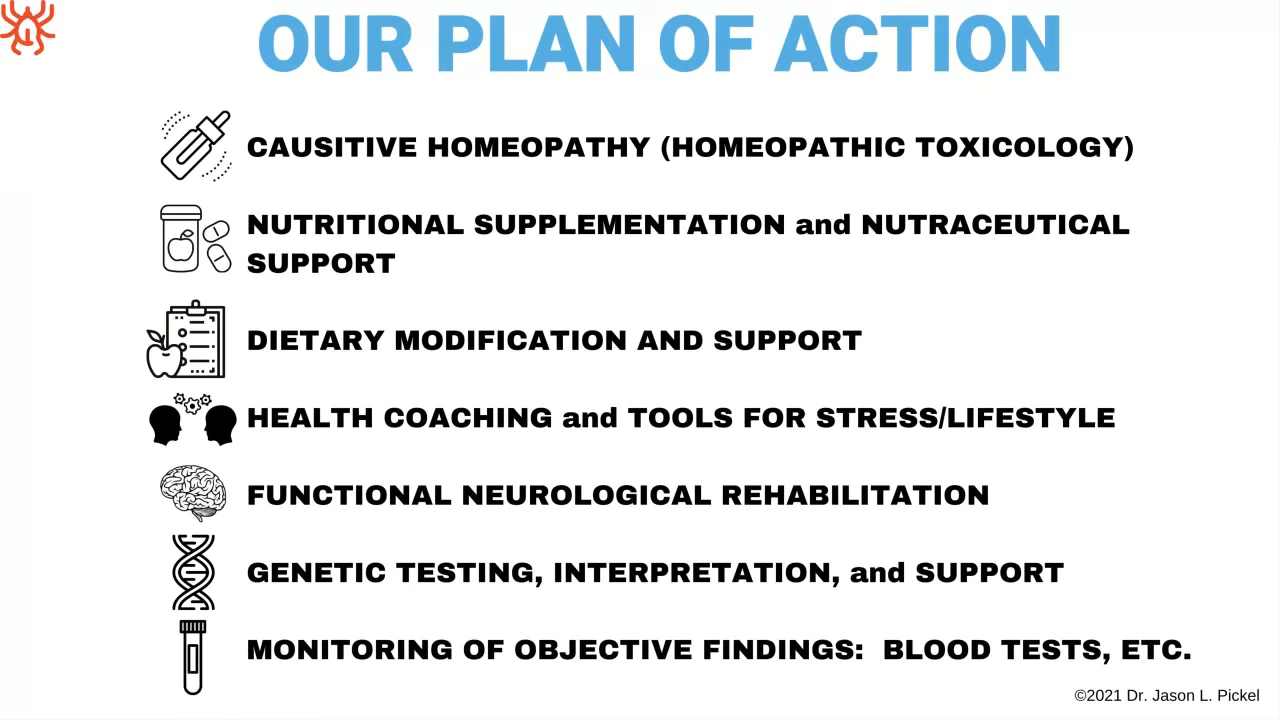 OUR PLAN OF ACTION
CAUSITIVE HOMEOPATHY (HOMEOPATHIC TOXICOLOGY)
NUTRITIONAL SUPPLEMENTATION and NUTRACEUTICAL
SUPPORT
DIETARY MODIFICATION AND SUPPORT
HEALTH COACHING and TOOLS FOR STRESS/LIFESTYLE
FUNCTIONAL NEUROLOGICAL REHABILITATION
GENETIC TESTING, INTERPRETATION, and SUPPORT
MONITORING OF OBJECTIVE FINDINGS:  BLOOD TESTS, ETC.
©2021 Dr. Jason L. Pickel